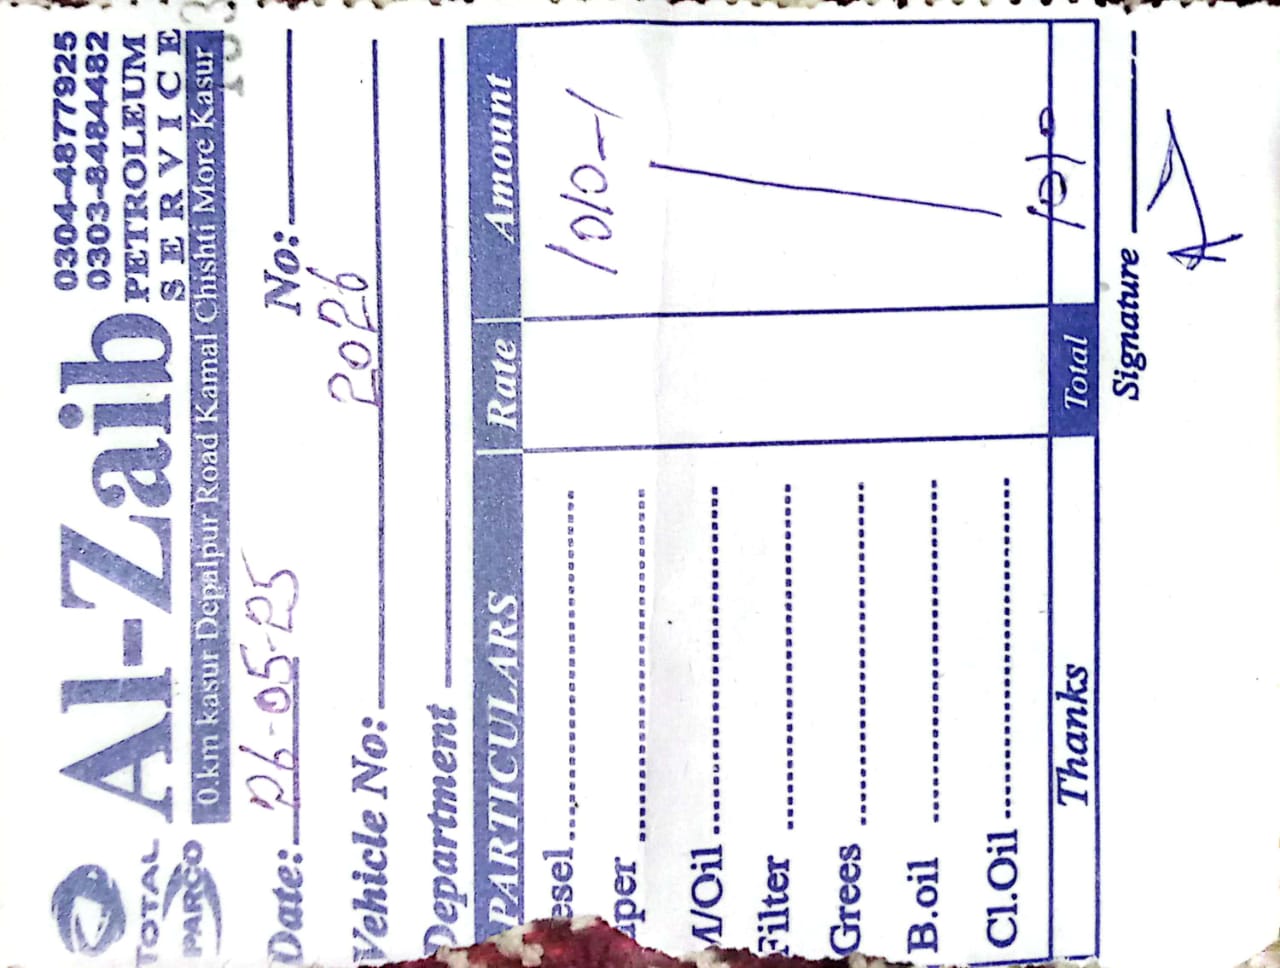 TOTAL
PARCO
Al-Zaib
0304-4877925
0303-8484482
PETROLEUM
SERVICE
0.km kasur Depalpur Road Kamal Chishti More Kasur
Date: 26-05-25 No:
Vehicle No: 2026
Department
PARTICULARS Rate Amount
esel 1010-/
uper
M/Oil
Filter
Grees
B.oil
Cl.Oil
Thanks Total 1010
Signature